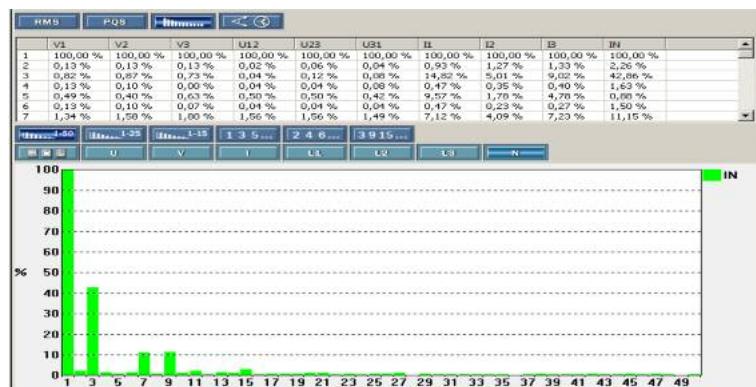 RMS PQS
V1 V2 V3 U12 U23 U31 I1 I2 I3 IN
1 100,00 % 100,00 % 100,00 % 100,00 % 100,00 % 100,00 % 100,00 % 100,00 % 100,00 % 100,00 %
2 0,13 % 0,13 % 0,13 % 0,02 % 0,06 % 0,04 % 0,93 % 1,27 % 1,33 % 2,26 %
3 0,82 % 0,87 % 0,73 % 0,04 % 0,12 % 0,08 % 14,82 % 5,01 % 9,02 % 42,86 %
4 0,13 % 0,10 % 0,00 % 0,04 % 0,04 % 0,08 % 0,47 % 0,35 % 0,40 % 1,63 %
5 0,49 % 0,40 % 0,63 % 0,50 % 0,50 % 0,42 % 9,57 % 1,78 % 4,78 % 0,88 %
6 0,13 % 0,10 % 0,07 % 0,04 % 0,04 % 0,04 % 0,47 % 0,23 % 0,27 % 1,50 %
7 1,34 % 1,58 % 1,80 % 1,56 % 1,56 % 1,49 % 7,12 % 4,09 % 7,23 % 11,15 %
1-50 1-25 1-15 1 3 5... 2 4 6... 3 9 15...
U V I L1 L2 L3 N
100
90
80
70
60
50
40
30
20
10
0
%
IN
1 3 5 7 9 11 13 15 17 19 21 23 25 27 29 31 33 35 37 39 41 43 45 47 49